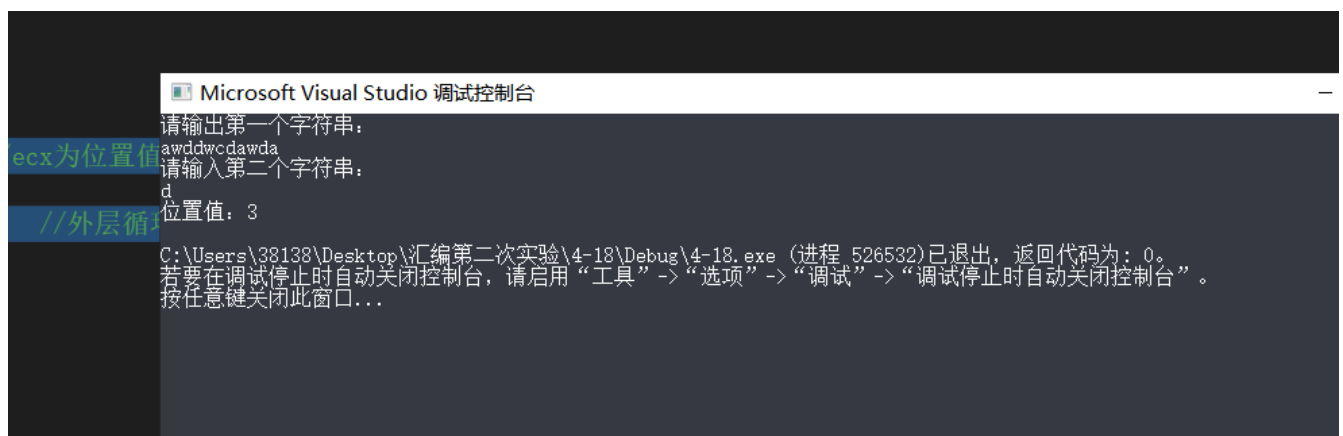 Microsoft Visual Studio 调试控制台
请输出第一个字符串：
ecx为位置值
awddwcdawda
请输入第二个字符串：
d
//外层循
位置值：3
C:\Users\38138\Desktop\汇编第二次实验\4-18\Debug\4-18.exe (进程 526532)已退出，返回代码为: 0。
若要在调试停止时自动关闭控制台，请启用“工具”->“选项”->“调试”->“调试停止时自动关闭控制台”。
按任意键关闭此窗口...